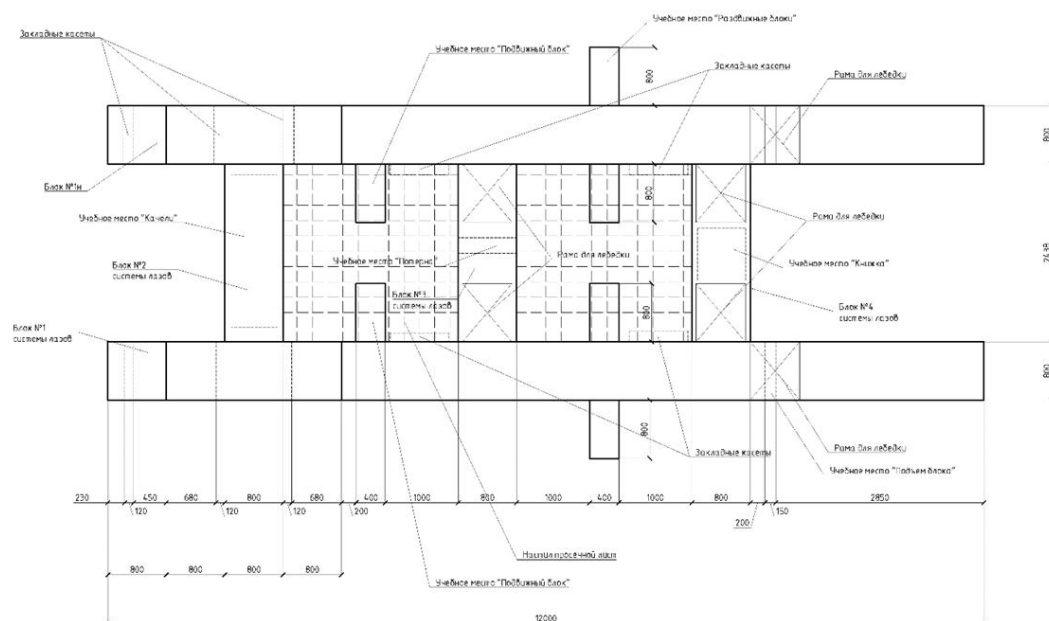 Учебное место "Раздвижные блоки"
Закладные касеты
Учебное место "Подвижный блок"
Закладные касеты
Рама для лебедки
800
800
Блок №1н
800
800
Рама для лебедки
Учебное место "Качели"
Учебное место "Потерна"
Рама для лебедки
Учебное место "Книжка"
2438
Блок №2
системы лазов
Блок №3
системы лазов
Блок №4
системы лазов
Блок №1
системы лазов
800
800
800
800
Закладные касеты
Рама для лебедки
Учебное место "Подъем блока"
230
450
680
800
680
400
1000
800
1000
400
1000
800
2850
120
120
120
200
200
150
Настил просечной лист
800
800
800
800
Учебное место "Подвижный блок"
12000